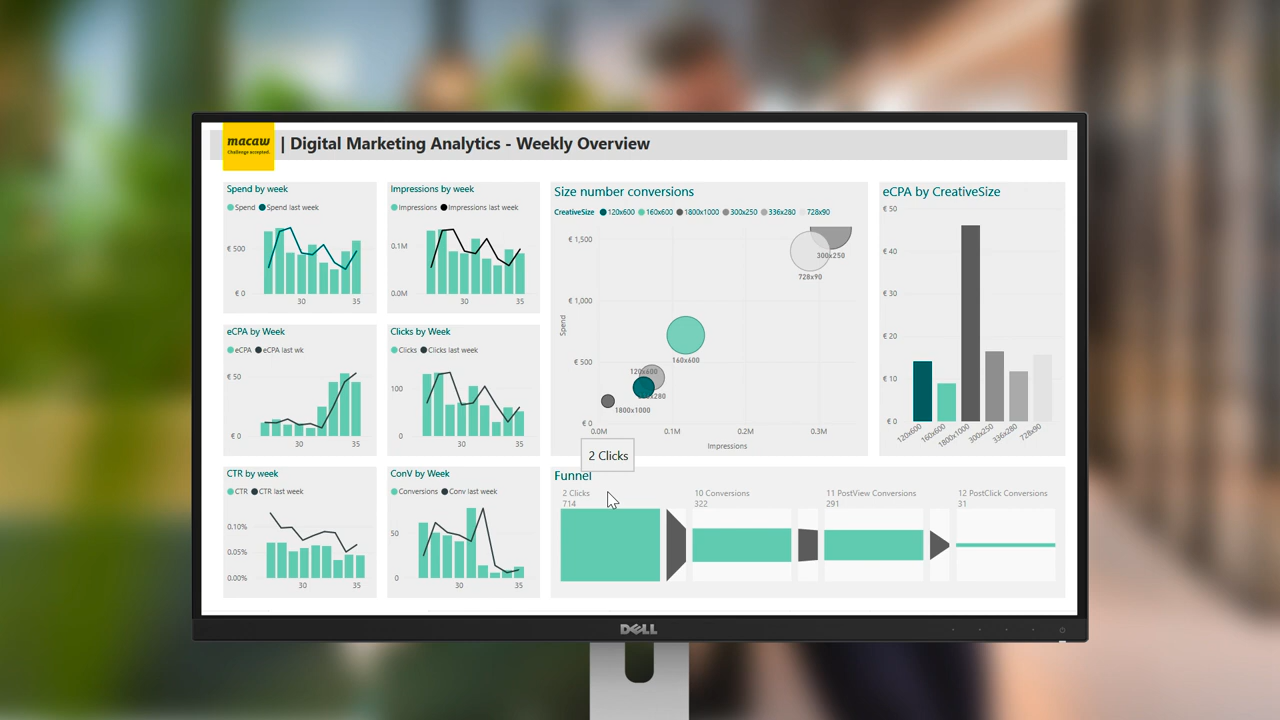 macaw
Challenge accepted.
| Digital Marketing Analytics - Weekly Overview
Spend by week
Spend Spend last week
€ 500
€ 0
30 35
Impressions by week
Impressions Impressions last week
0.1M
0.0M
30 35
Size number conversions
CreativeSize 120x600 160x600 1800x1000 300x250 336x280 728x90
€ 1,500
€ 1,000
€ 500
€ 0
Spend
300x250
728x90
160x600
120x600
1800x1000
0.0M 0.1M 0.2M 0.3M
Impressions
eCPA by CreativeSize
€ 50
€ 40
€ 30
€ 20
€ 10
€ 0
120x600 160x600 1800x1000 300x250 336x280 728x90
eCPA by Week
eCPA eCPA last wk
€ 50
€ 0
30 35
Clicks by Week
Clicks Clicks last week
100
0
30 35
CTR by week
CTR CTR last week
0.10%
0.05%
0.00%
30 35
ConV by Week
Conversions Conv last week
50
0
30 35
2 Clicks
Funnel
2 Clicks
714
10 Conversions
322
11 PostView Conversions
291
12 PostClick Conversions
31
DELL